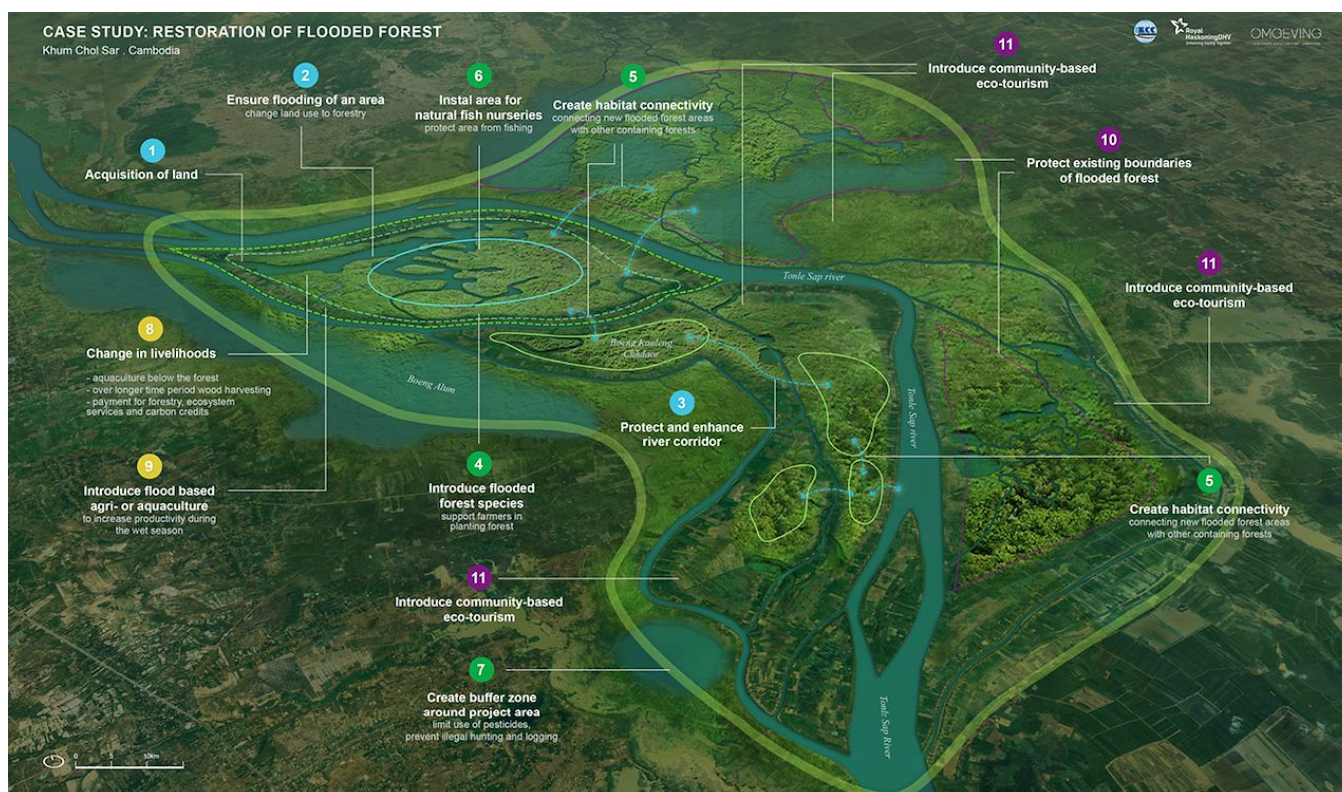 CASE STUDY: RESTORATION OF FLOODED FOREST
Khum Chol Sar . Cambodia
Royal
HaskoningDHV
Enhancing Society Together
OMGEVING
1
Acquisition of land
2
Ensure flooding of an area
change land use to forestry
6
Instal area for
natural fish nurseries
protect area from fishing
5
Create habitat connectivity
connecting new flooded forest areas
with other containing forests
11
Introduce community-based
eco-tourism
10
Protect existing boundaries
of flooded forest
11
Introduce community-based
eco-tourism
Tonle Sap river
8
Change in livelihoods
- aquaculture below the forest
- over longer time period wood harvesting
- payment for forestry, ecosystem
services and carbon credits
Boeng Kanleng
Chhdaor
Boeng Alum
Tonle Sap river
3
Protect and enhance
river corridor
9
Introduce flood based
agri- or aquaculture
to increase productivity during
the wet season
4
Introduce flooded
forest species
support farmers in
planting forest
5
Create habitat connectivity
connecting new flooded forest areas
with other containing forests
11
Introduce community-based
eco-tourism
7
Create buffer zone
around project area
limit use of pesticides,
prevent illegal hunting and logging
Tonle Sap River
0
10km